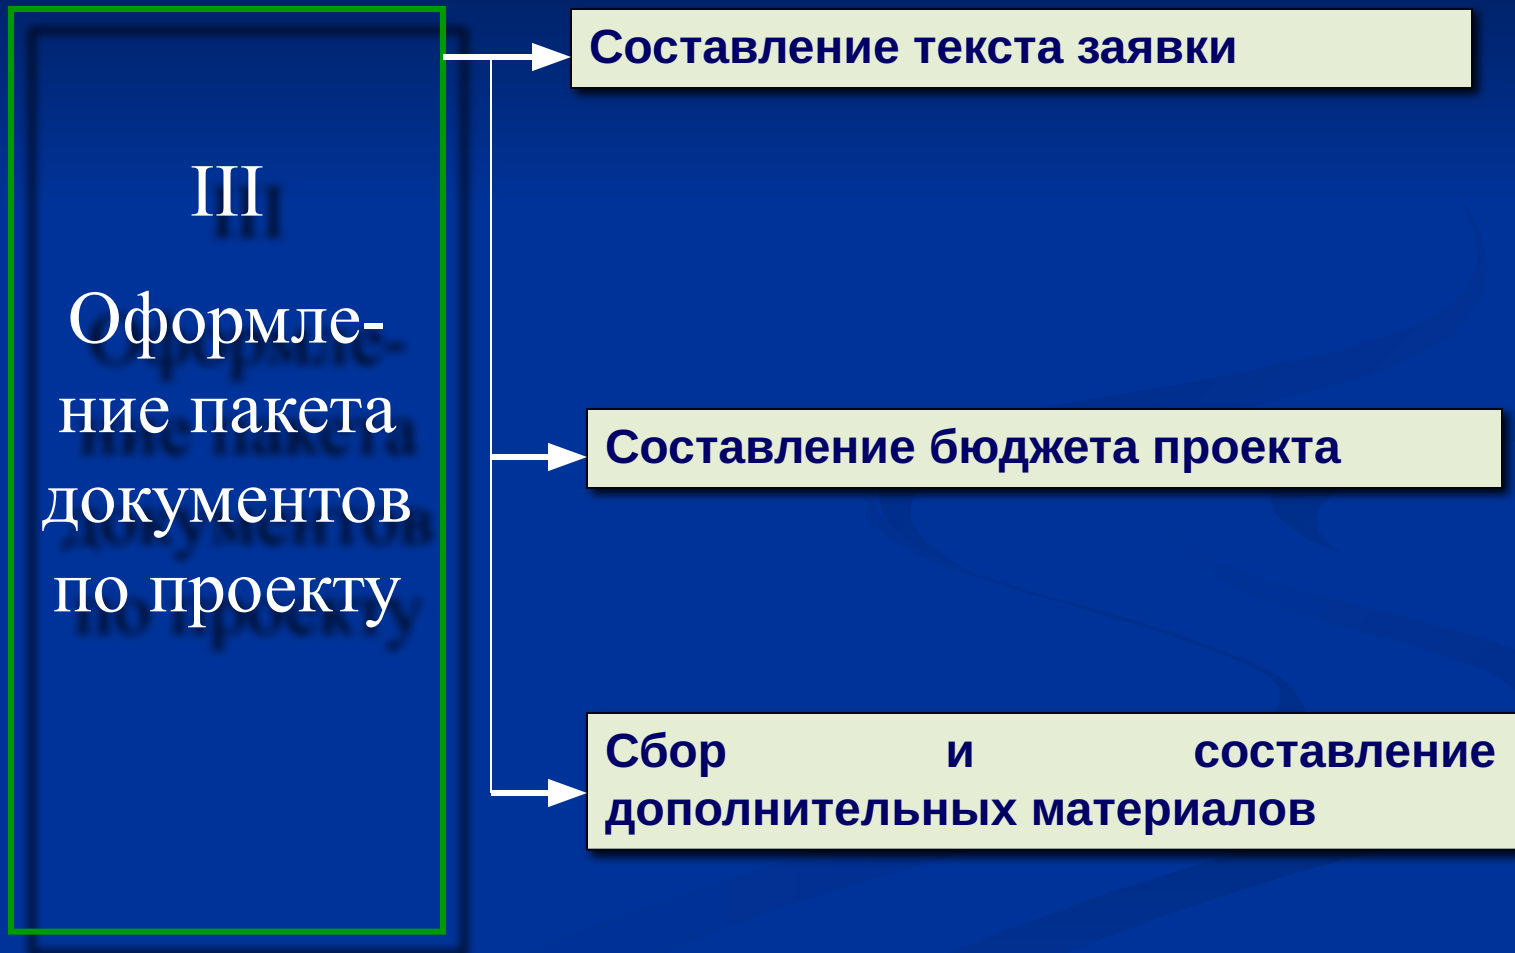 III
Оформле-
ние пакета
документов
по проекту
Составление текста заявки
Составление бюджета проекта
Сбор и составление
дополнительных материалов